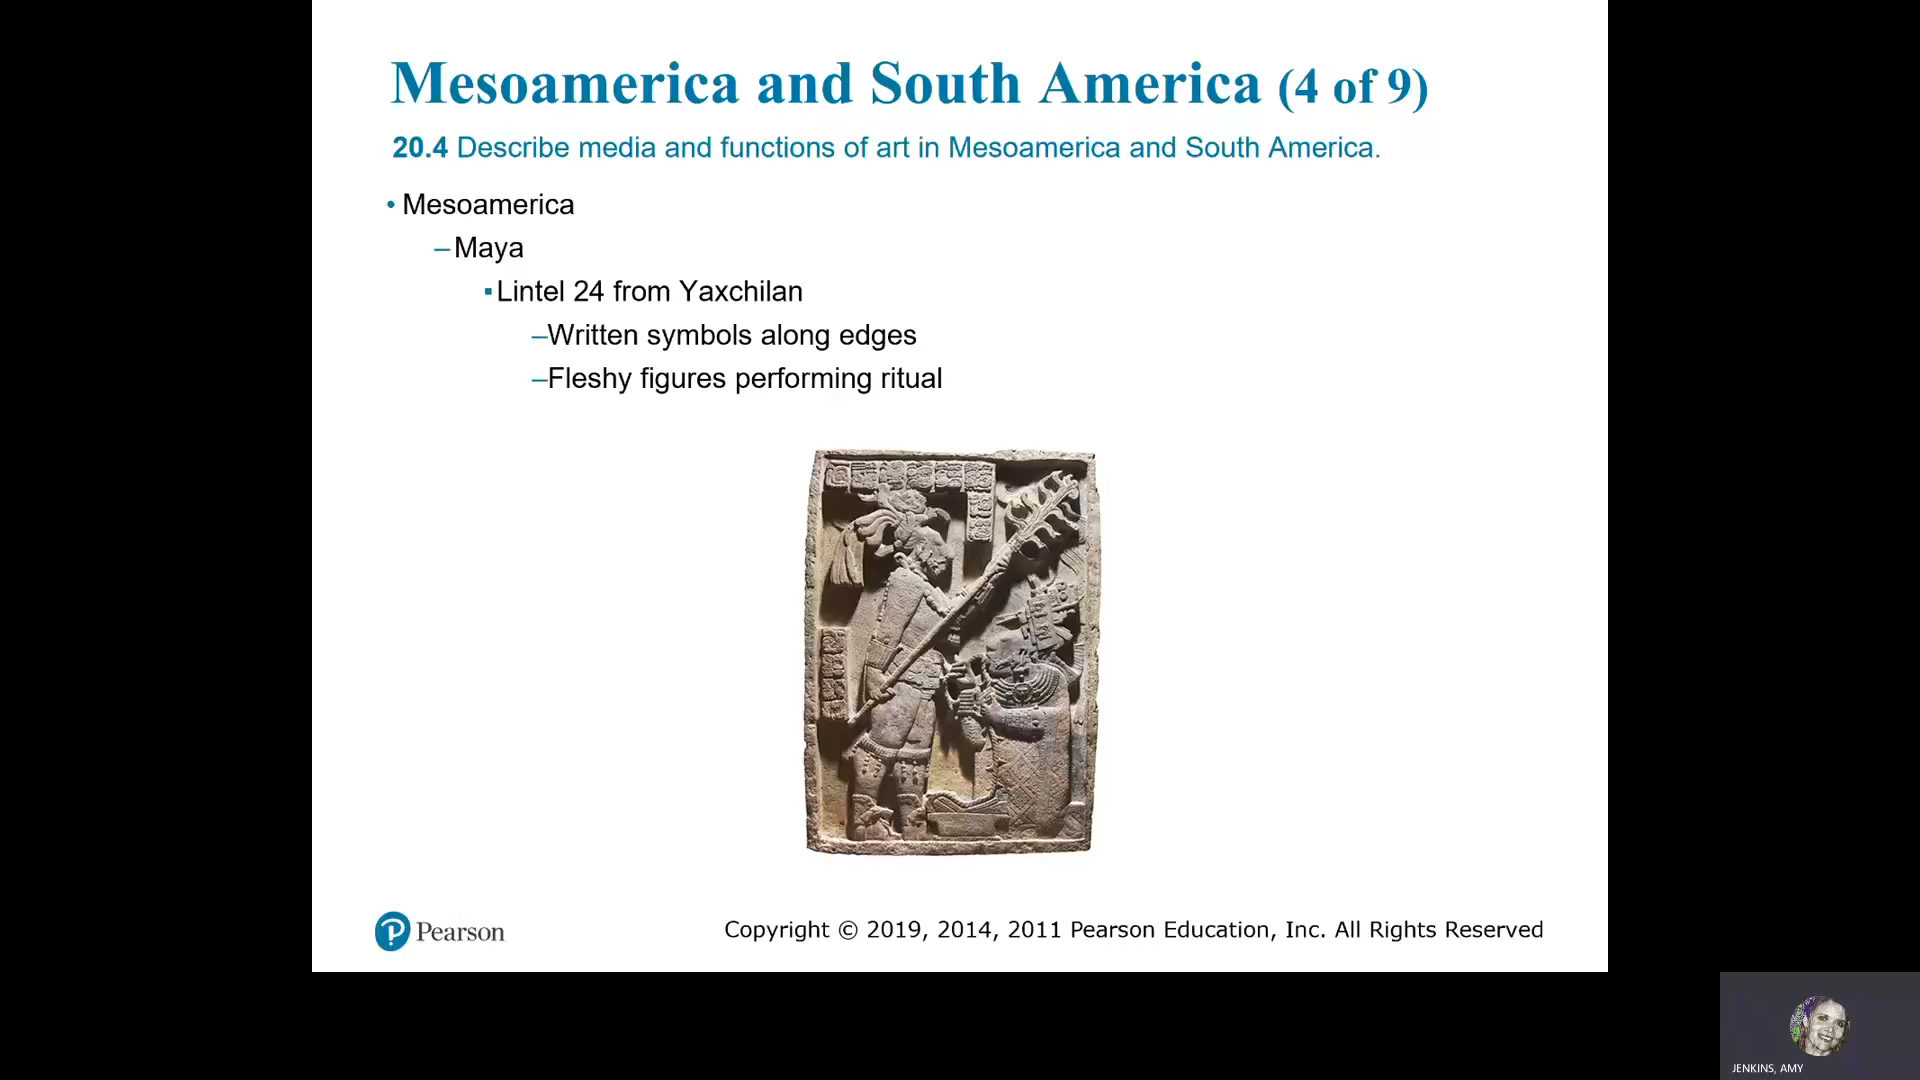 Mesoamerica and South America (4 of 9)
20.4 Describe media and functions of art in Mesoamerica and South America.
• Mesoamerica
–Maya
▪Lintel 24 from Yaxchilan
–Written symbols along edges
–Fleshy figures performing ritual
Pearson
Copyright © 2019, 2014, 2011 Pearson Education, Inc. All Rights Reserved
JENKINS, AMY